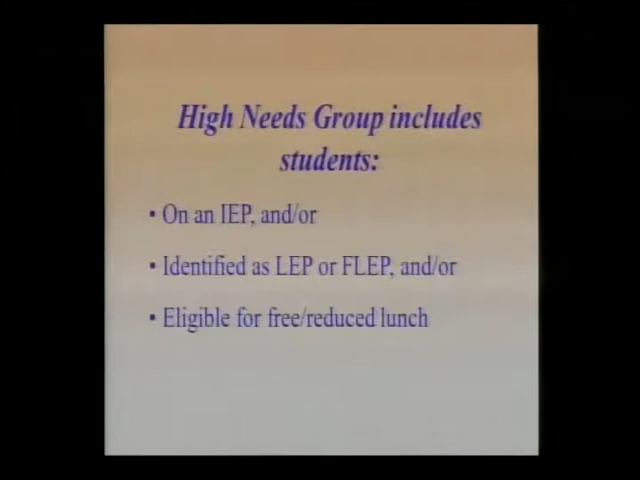 High Needs Group includes
students:
• On an IEP, and/or
• Identified as LEP or FLEP, and/or
• Eligible for free/reduced lunch